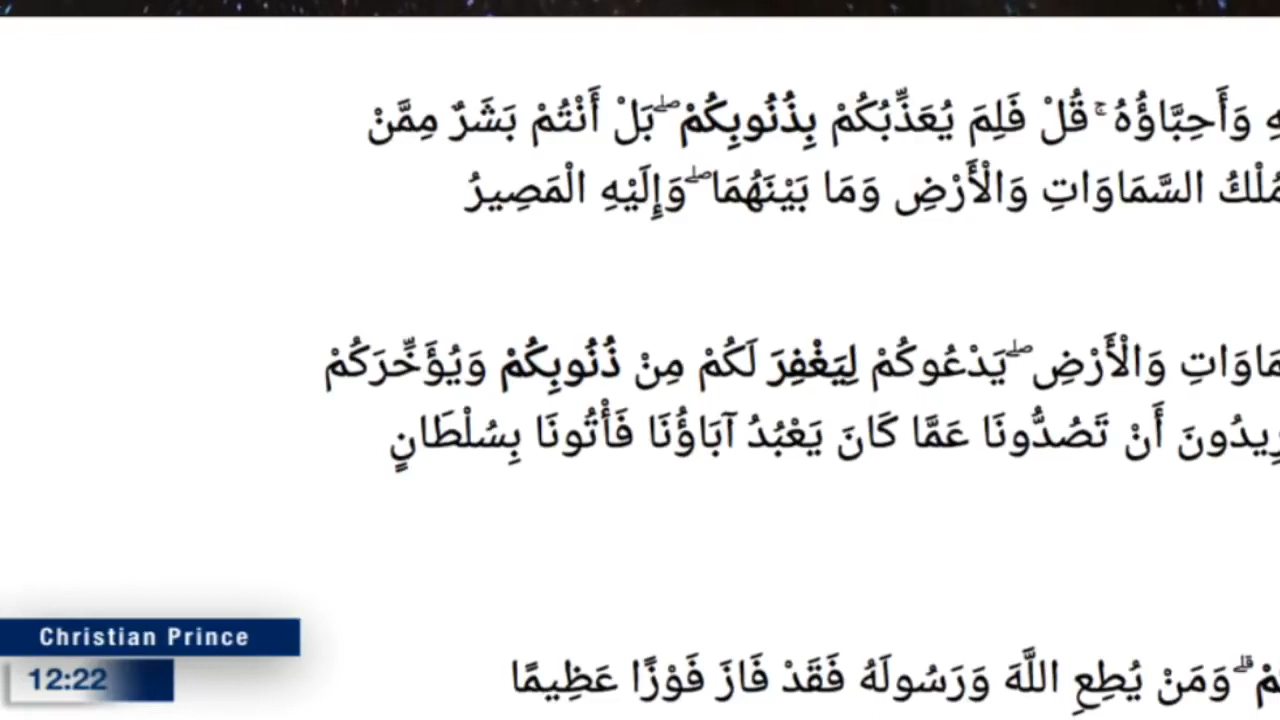 وَأَحِبَّاؤُهُ ۚ قُلْ فَلِمَ يُعَذِّبُكُمْ بِذُنُوبِكُمْ ۖ بَلْ أَنْتُمْ بَشَرٌ مِمَّنْ
مُلْكُ السَّمَاوَاتِ وَالْأَرْضِ وَمَا بَيْنَهُمَا ۖ وَإِلَيْهِ الْمَصِيرُ
وَالْأَرْضِ ۖ يَدْعُوكُمْ لِيَغْفِرَ لَكُمْ مِنْ ذُنُوبِكُمْ وَيُؤَخِّرَكُمْ
أَنْ تَصُدُّونَا عَمَّا كَانَ يَعْبُدُ آبَاؤُنَا فَأْتُونَا بِسُلْطَانٍ
ۗ وَمَنْ يُطِعِ اللَّهَ وَرَسُولَهُ فَقَدْ فَازَ فَوْزًا عَظِيمًا
Christian Prince
12:22